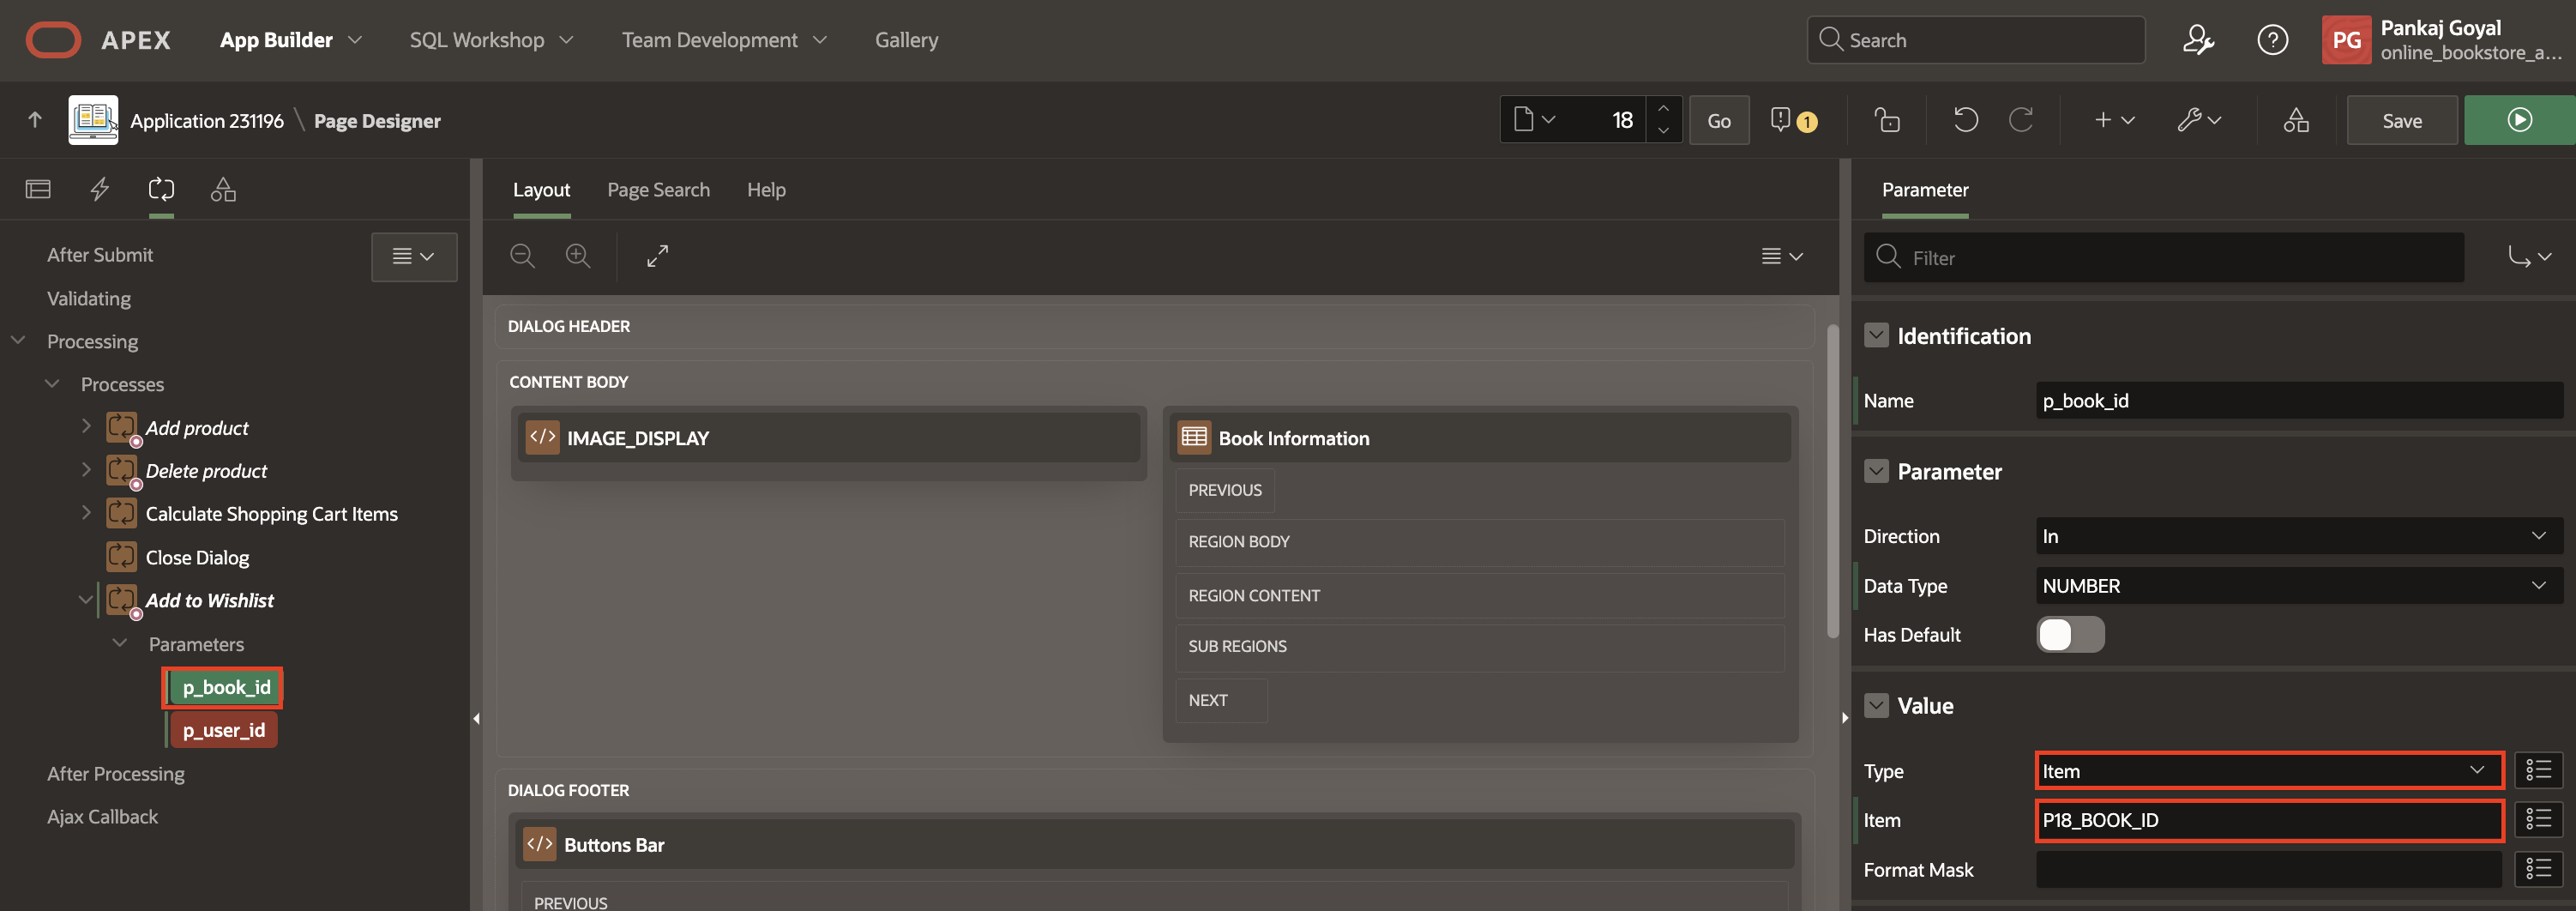 APEX App Builder SQL Workshop Team Development Gallery Search PG Pankaj Goyal
online_bookstore_a...
Application 231196 \ Page Designer 18 Go 1 Save
Layout Page Search Help
Parameter
After Submit
Validating
Processing
Processes
Add product
Delete product
Calculate Shopping Cart Items
Close Dialog
Add to Wishlist
Parameters
p_book_id
p_user_id
After Processing
Ajax Callback
DIALOG HEADER
CONTENT BODY
IMAGE_DISPLAY
Book Information
PREVIOUS
REGION BODY
REGION CONTENT
SUB REGIONS
NEXT
DIALOG FOOTER
Buttons Bar
PREVIOUS
Filter
Identification
Name p_book_id
Parameter
Direction In
Data Type NUMBER
Has Default
Value
Type Item
Item P18_BOOK_ID
Format Mask